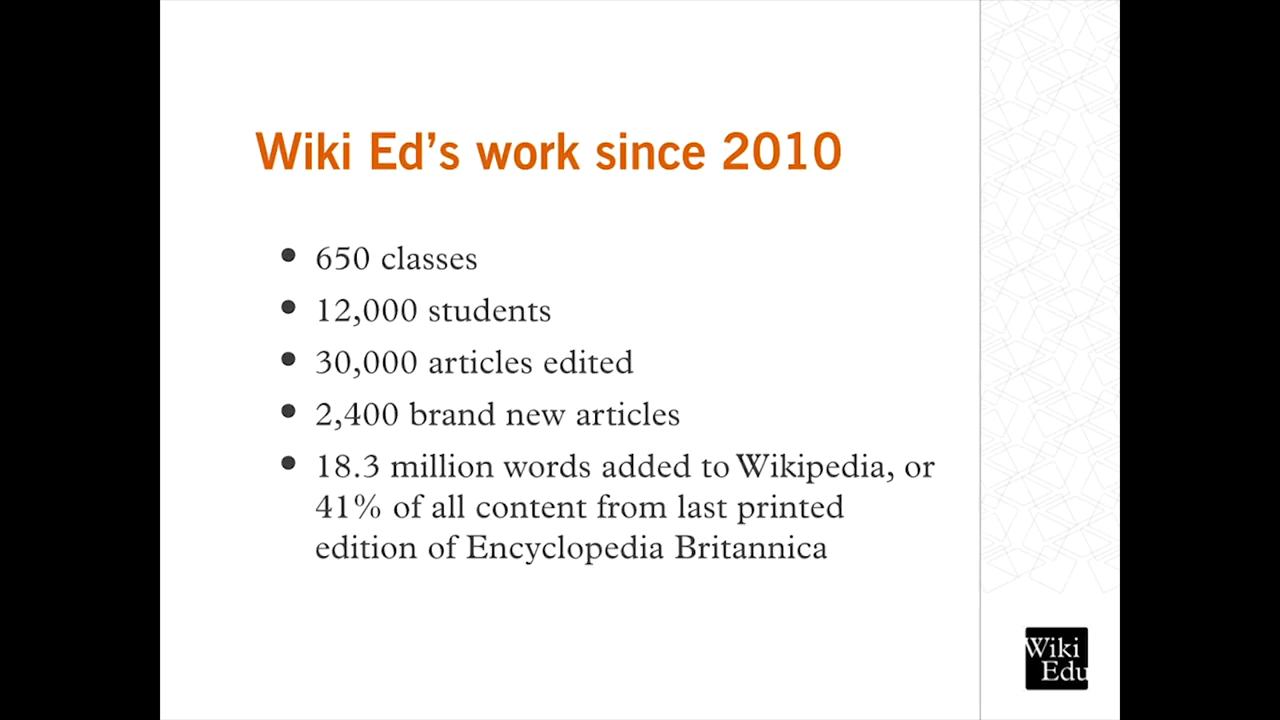 Wiki Ed’s work since 2010
• 650 classes
• 12,000 students
• 30,000 articles edited
• 2,400 brand new articles
• 18.3 million words added to Wikipedia, or
41% of all content from last printed
edition of Encyclopedia Britannica
Wiki
Edu